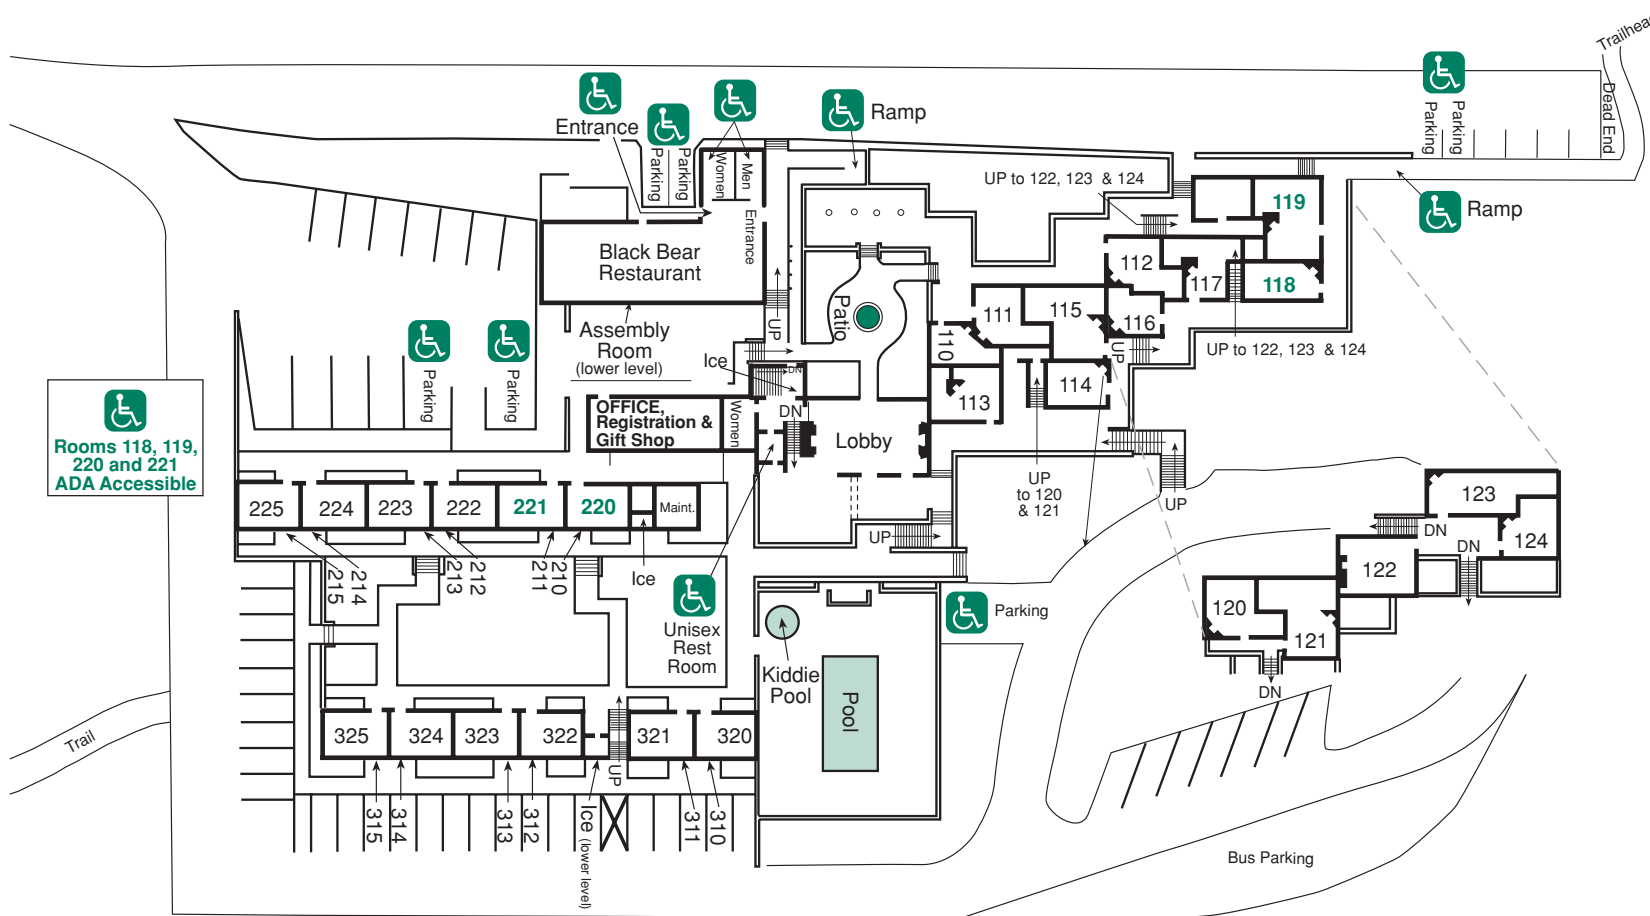 Trailhead
Dead End
Parking
Parking
Ramp
Entrance
Parking
Parking
Women
Men
Entrance
Ramp
UP to 122, 123 & 124
119
112
117
118
Black Bear
Restaurant
Patio
UP
111
115
116
110
UP
UP to 122, 123 & 124
Assembly
Room
(lower level)
Ice
DN
114
113
Parking
Parking
OFFICE,
Registration &
Gift Shop
Women
DN
Lobby
Rooms 118, 119,
220 and 221
ADA Accessible
UP
to 120
& 121
UP
225
224
223
222
221
220
Maint.
UP
123
DN
DN
124
122
215
214
213
212
211
210
Ice
Unisex
Rest
Room
Kiddie
Pool
Pool
Parking
120
121
DN
Trail
325
324
323
322
321
320
UP
315
314
313
312
Ice (lower level)
311
310
Bus Parking